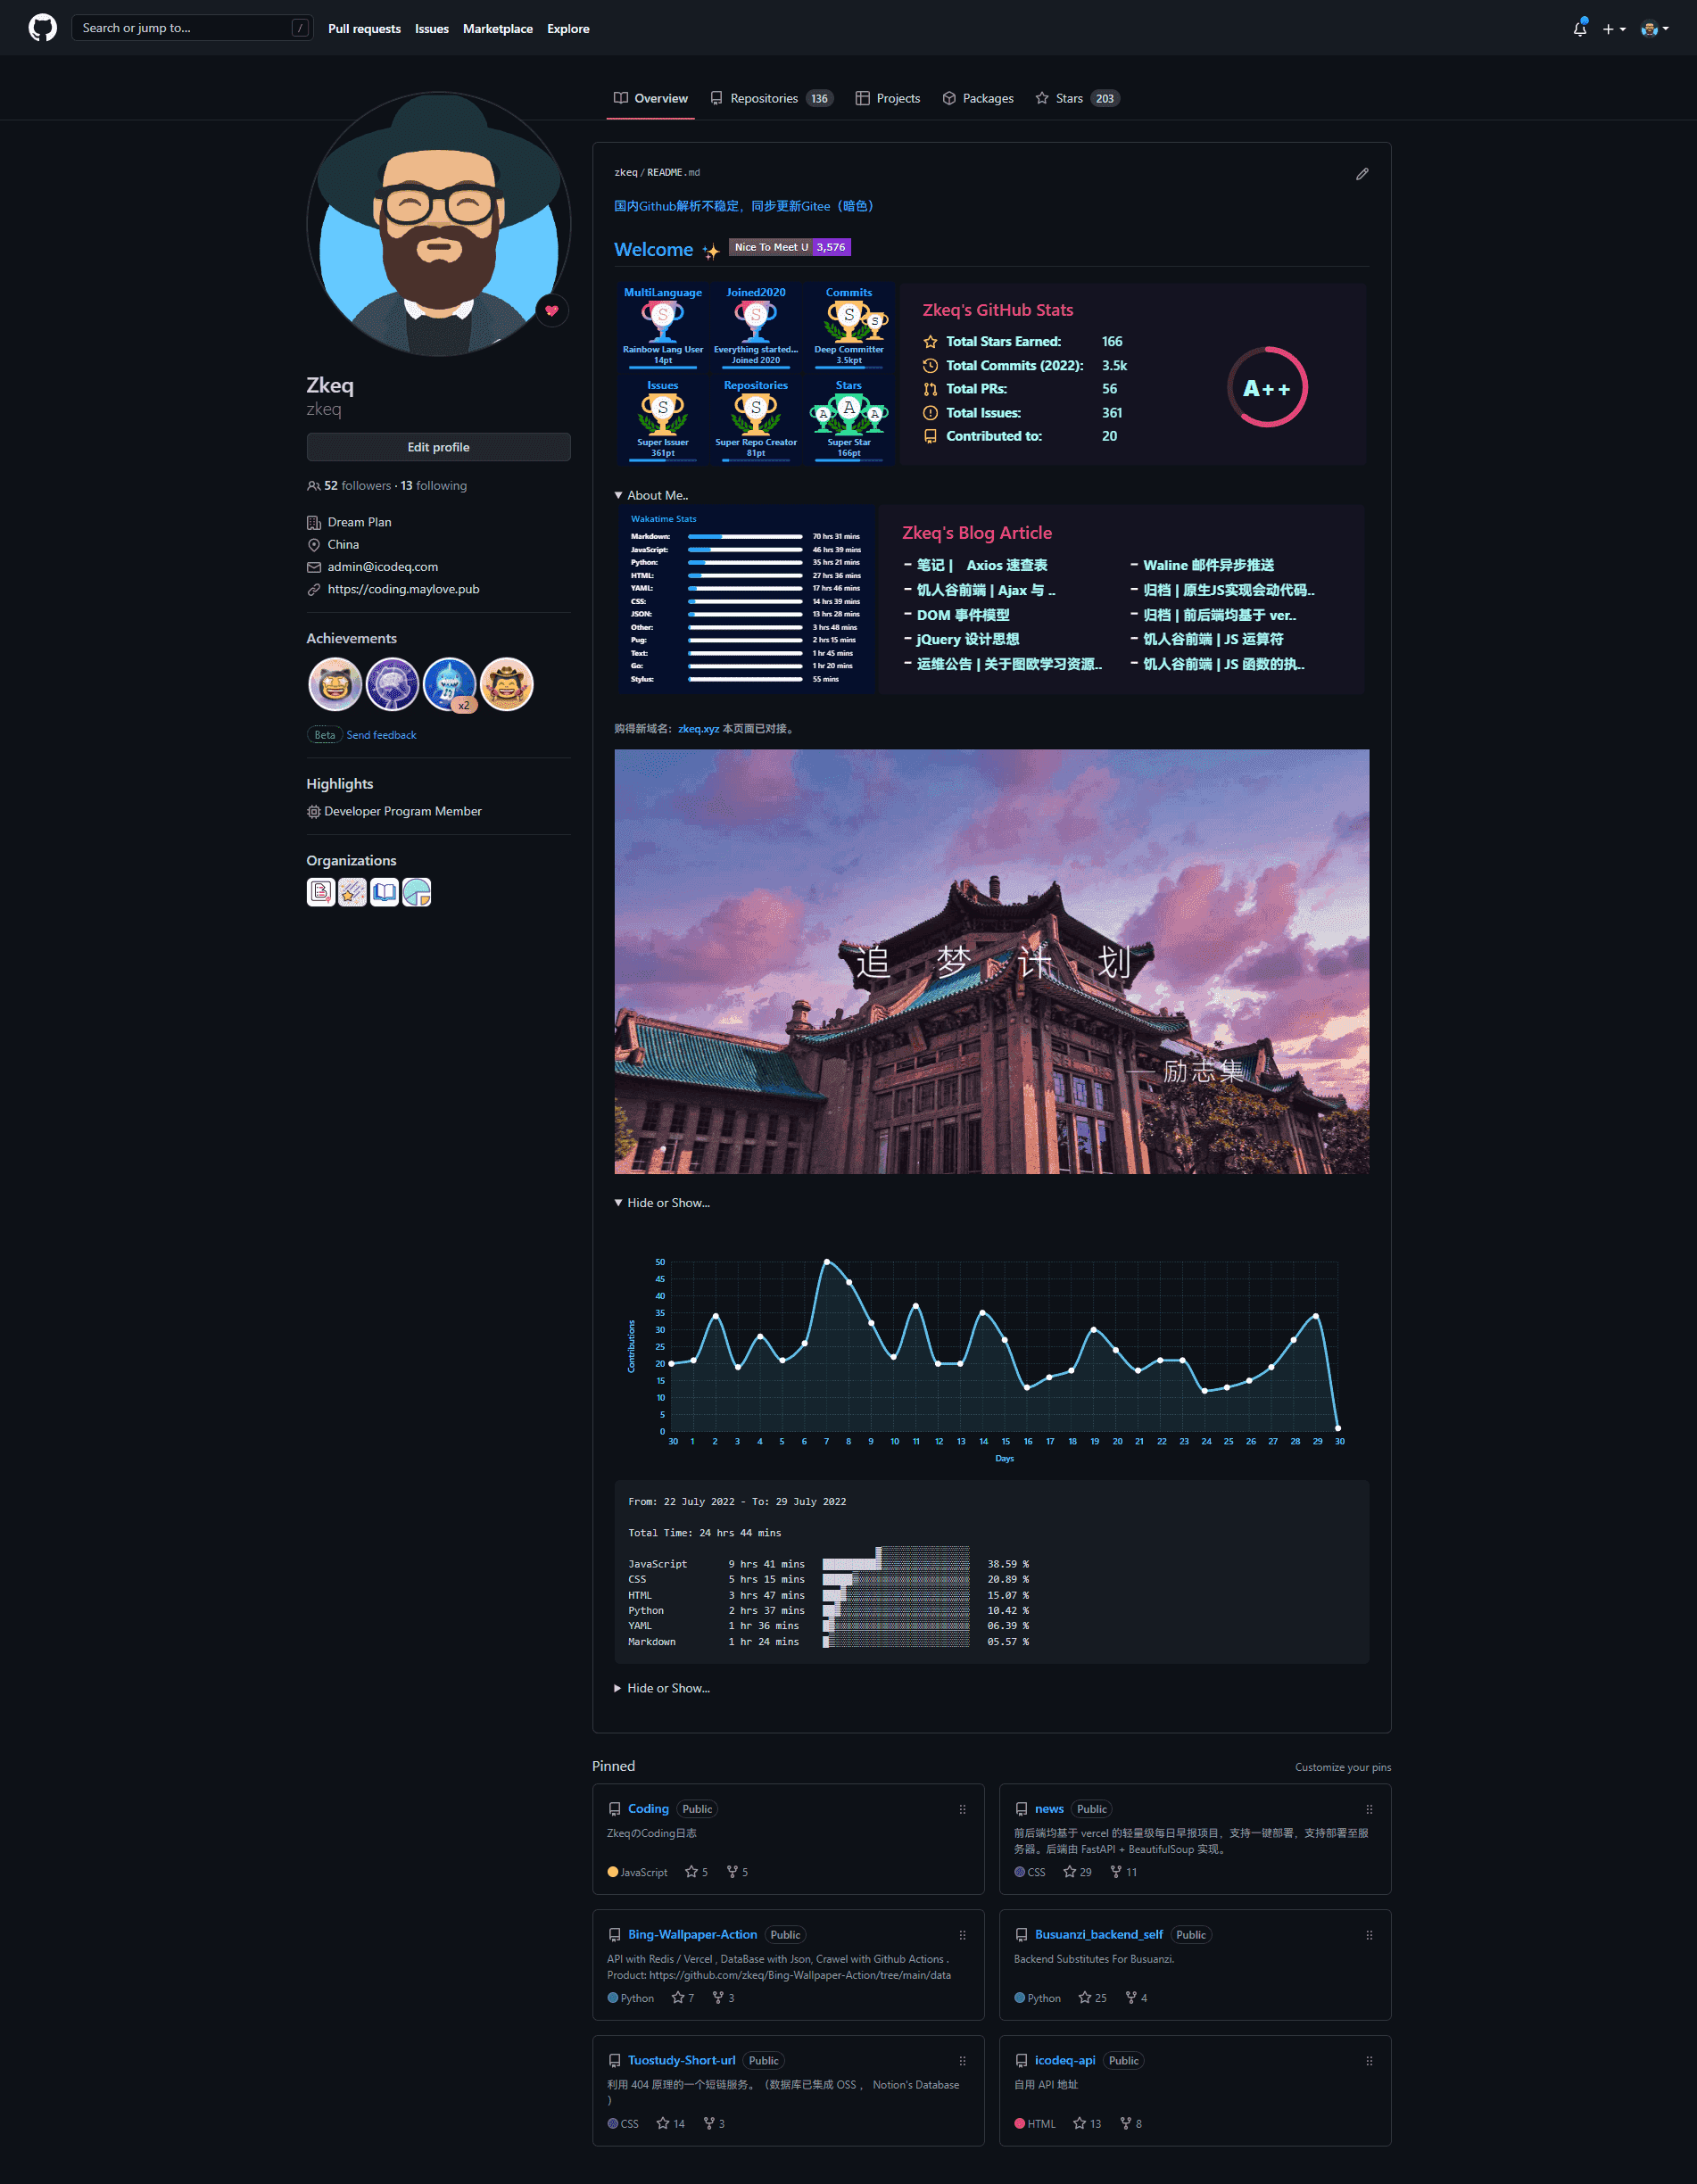 Search or jump to...
/
Pull requests
Issues
Marketplace
Explore
Overview
Repositories 136
Projects
Packages
Stars 203
Zkeq
zkeq
Edit profile
52 followers · 13 following
Dream Plan
China
admin@icodeq.com
https://coding.maylove.pub
Achievements
x2
Beta Send feedback
Highlights
Developer Program Member
Organizations
zkeq/README.md
国内Github解析不稳定，同步更新Gitee（暗色）
Welcome ✨ Nice To Meet U 3,576
MultiLanguage Joined2020 Commits
S S S S
Rainbow Lang User Everything started... Deep Committer
14pt Joined 2020 3.5kpt
Issues Repositories Stars
S S A A A
Super Issuer Super Repo Creator Super Star
361pt 81pt 166pt
Zkeq's GitHub Stats
Total Stars Earned: 166
Total Commits (2022): 3.5k
Total PRs: 56
Total Issues: 361
Contributed to: 20
A++
▼ About Me..
Wakatime Stats
Markdown: 70 hrs 31 mins
JavaScript: 46 hrs 39 mins
Python: 35 hrs 21 mins
HTML: 27 hrs 36 mins
YAML: 17 hrs 46 mins
CSS: 14 hrs 39 mins
JSON: 13 hrs 28 mins
Other: 3 hrs 48 mins
Pug: 2 hrs 15 mins
Text: 1 hr 45 mins
Go: 1 hr 20 mins
Stylus: 55 mins
Zkeq's Blog Article
- 笔记 | Axios 速查表
- 饥人谷前端 | Ajax 与 ..
- DOM 事件模型
- jQuery 设计思想
- 运维公告 | 关于图欧学习资源..
- Waline 邮件异步推送
- 归档 | 原生JS实现会动代码..
- 归档 | 前后端均基于 ver..
- 饥人谷前端 | JS 运算符
- 饥人谷前端 | JS 函数的执..
购得新域名：zkeq.xyz 本页面已对接。
追 梦 计 划
— 励志集
▼ Hide or Show...
50
45
40
35
30
25
20
15
10
5
0
Contributions
30 1 2 3 4 5 6 7 8 9 10 11 12 13 14 15 16 17 18 19 20 21 22 23 24 25 26 27 28 29 30
Days
From: 22 July 2022 - To: 29 July 2022
Total Time: 24 hrs 44 mins
JavaScript 9 hrs 41 mins 38.59 %
CSS 5 hrs 15 mins 20.89 %
HTML 3 hrs 47 mins 15.07 %
Python 2 hrs 37 mins 10.42 %
YAML 1 hr 36 mins 06.39 %
Markdown 1 hr 24 mins 05.57 %
▶ Hide or Show...
Pinned
Customize your pins
Coding Public
ZkeqのCoding日志
JavaScript 5 5
news Public
前后端均基于 vercel 的轻量级每日早报项目，支持一键部署，支持部署至服
务器。后端由 FastAPI + BeautifulSoup 实现。
CSS 29 11
Bing-Wallpaper-Action Public
API with Redis / Vercel , DataBase with Json, Crawel with Github Actions .
Product: https://github.com/zkeq/Bing-Wallpaper-Action/tree/main/data
Python 7 3
Busuanzi_backend_self Public
Backend Substitutes For Busuanzi.
Python 25 4
Tuostudy-Short-url Public
利用 404 原理的一个短链服务。（数据库已集成 OSS ， Notion's Database
）
CSS 14 3
icodeq-api Public
自用 API 地址
HTML 13 8